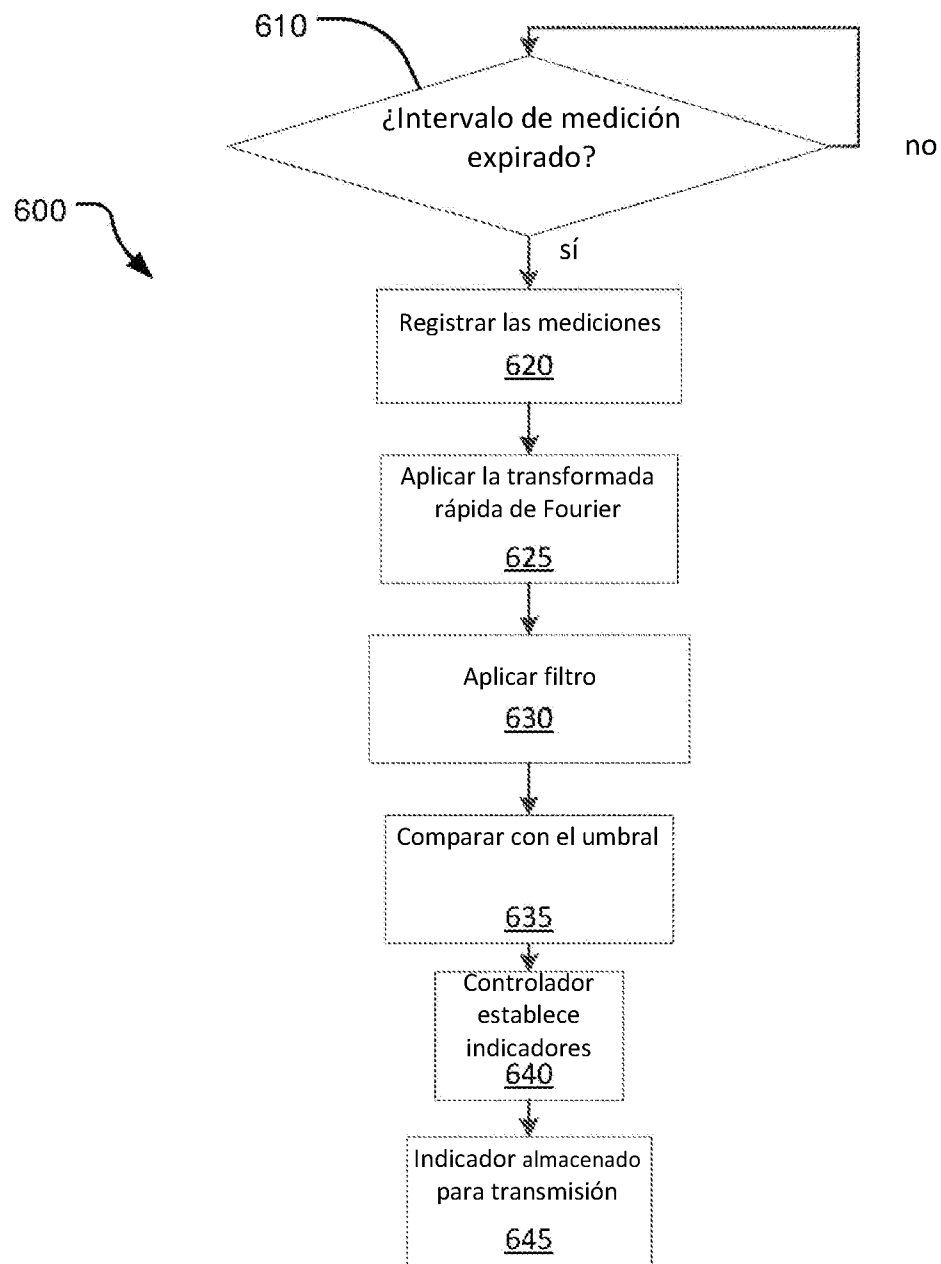 610
¿Intervalo de medición
expirado?
no
600
sí
Registrar las mediciones
620
Aplicar la transformada
rápida de Fourier
625
Aplicar filtro
630
Comparar con el umbral
635
Controlador
establece
indicadores
640
Indicador almacenado
para transmisión
645